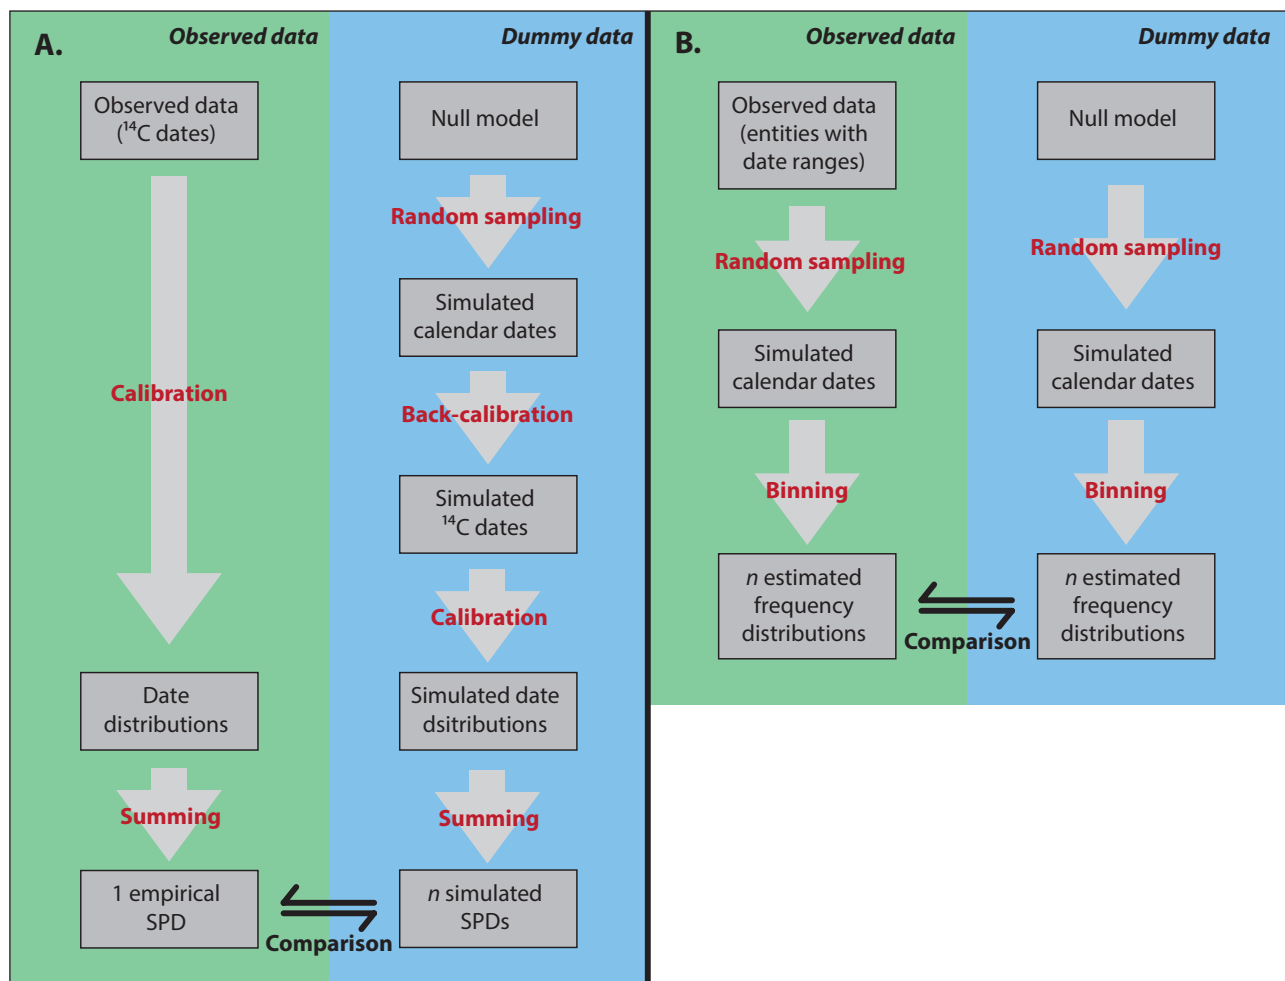 A.
Observed data
Dummy data
Observed data
(¹⁴C dates)
Calibration
Date
distributions
Summing
1 empirical
SPD
Null model
Random sampling
Simulated
calendar dates
Back-calibration
Simulated
¹⁴C dates
Calibration
Simulated date
dsitributions
Summing
n simulated
SPDs
Comparison
B.
Observed data
Dummy data
Observed data
(entities with
date ranges)
Random sampling
Simulated
calendar dates
Binning
n estimated
frequency
distributions
Null model
Random sampling
Simulated
calendar dates
Binning
n estimated
frequency
distributions
Comparison